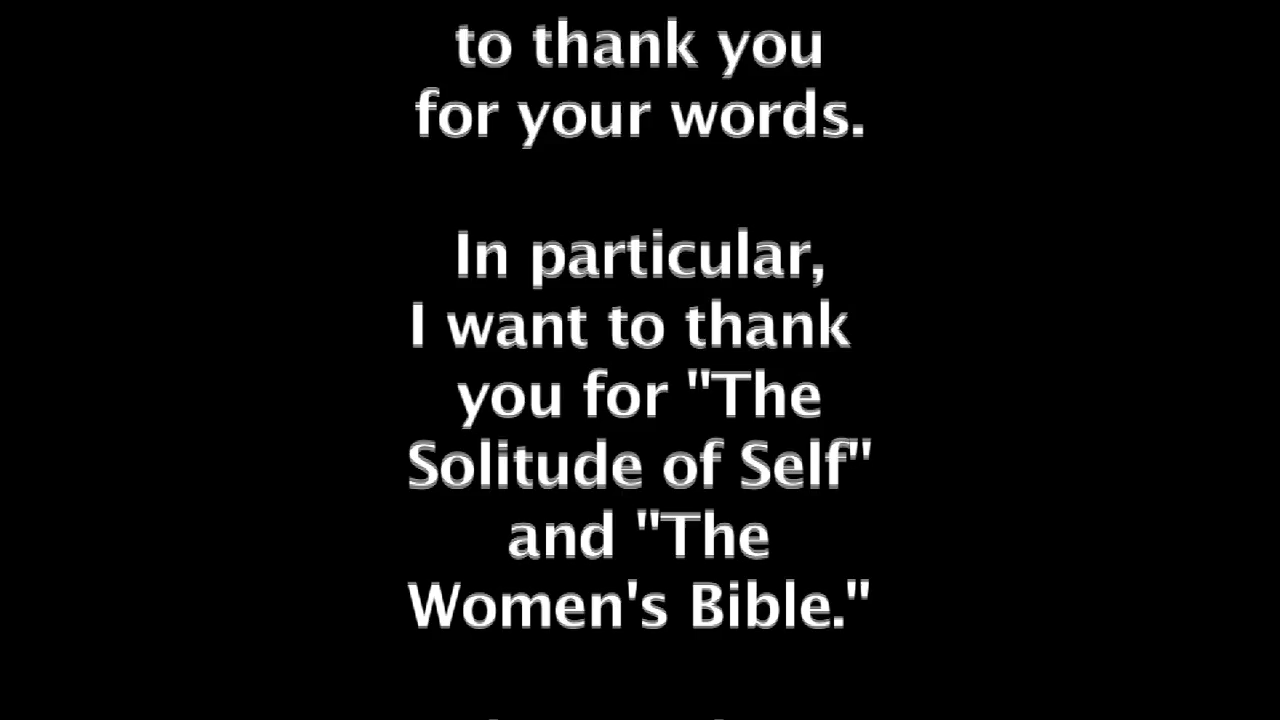 to thank you
for your words.
In particular,
I want to thank
you for "The
Solitude of Self"
and "The
Women's Bible."